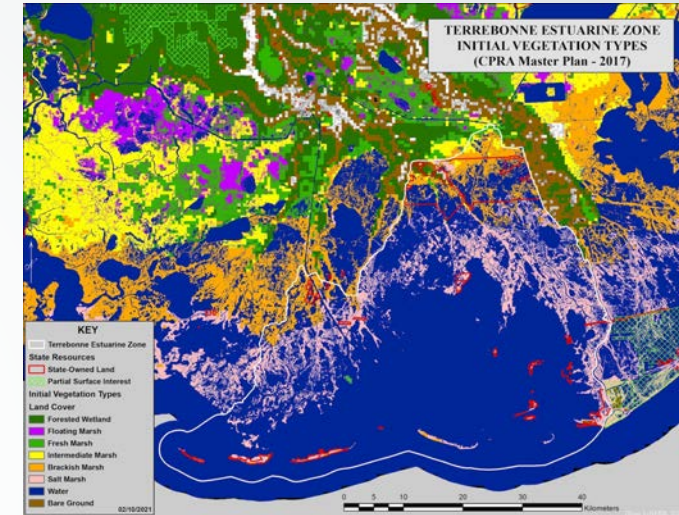 TERREBONNE ESTUARINE ZONE
INITIAL VEGETATION TYPES
(CPRA Master Plan - 2017)
KEY
Terrebonne Estuarine Zone
State Resources
State-Owned Land
Partial Surface Interest
Initial Vegetation Types
Land Cover
Forested Wetland
Floating Marsh
Fresh Marsh
Intermediate Marsh
Brackish Marsh
Salt Marsh
Water
Bare Ground
02/10/2021
0 5 10 20 30 40
Kilometers